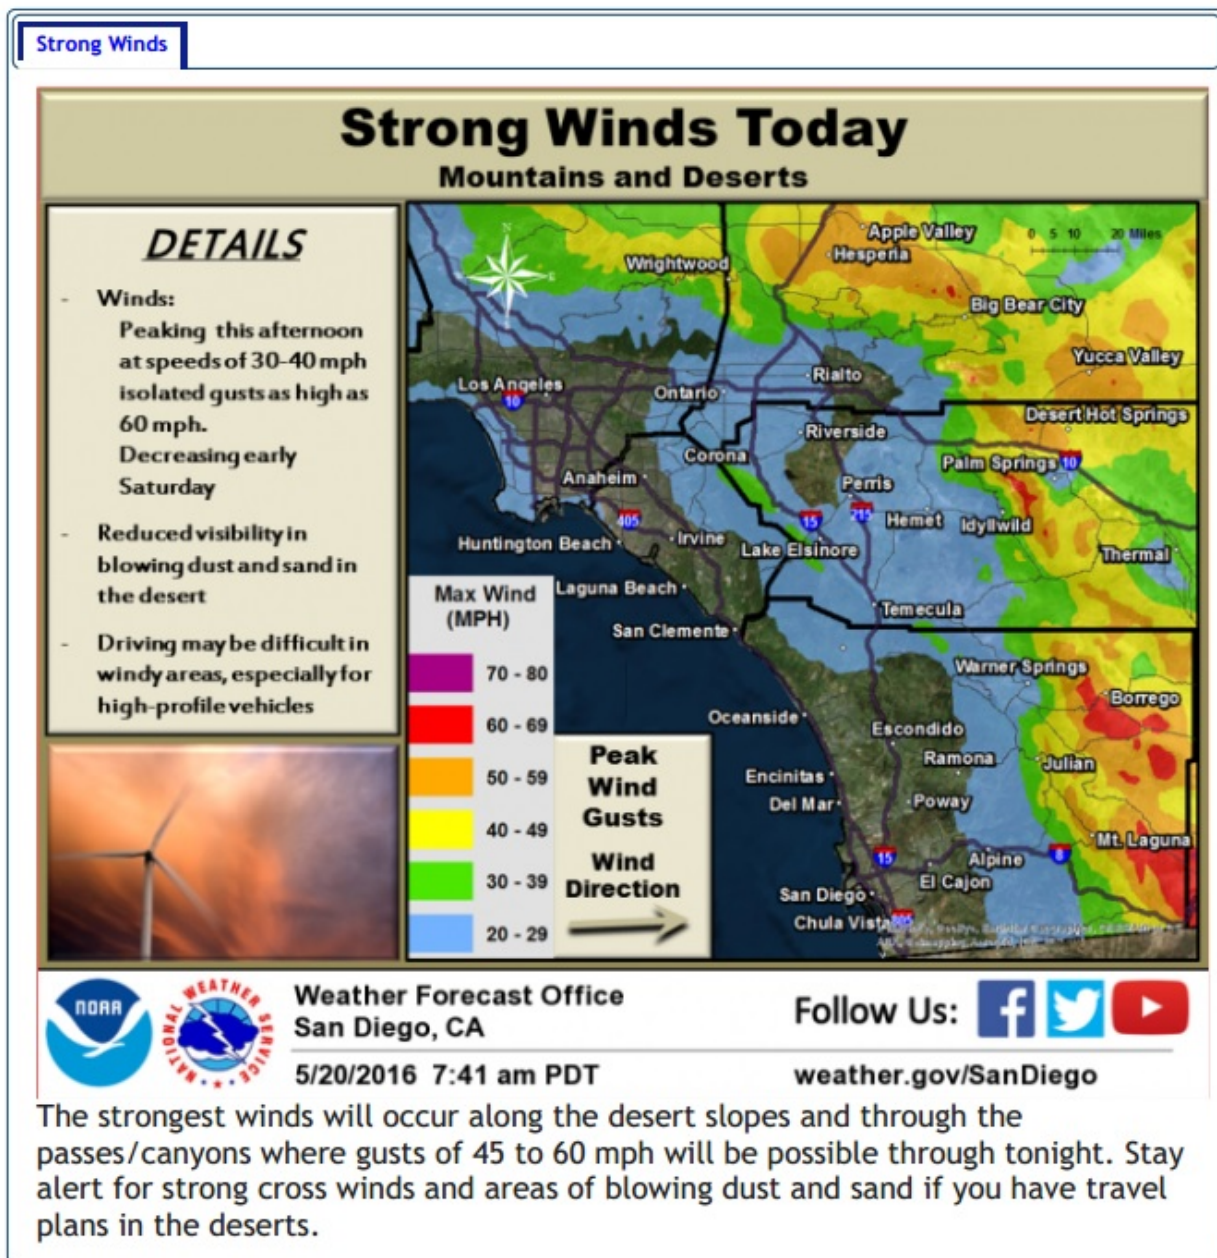 Strong Winds
Strong Winds Today
Mountains and Deserts
DETAILS
- Winds:
Peaking this afternoon
at speeds of 30-40 mph
isolated gusts as high as
60 mph.
Decreasing early
Saturday
- Reduced visibility in
blowing dust and sand in
the desert
- Driving may be difficult in
windy areas, especially for
high-profile vehicles
N
E
S
0 5 10 20 Miles
Apple Valley
Hesperia
Wrightwood
Big Bear City
Yucca Valley
Rialto
Los Angeles
10
Ontario
Desert Hot Springs
Riverside
Corona
Palm Springs 10
Anaheim
Perris
405
15
215
Hemet
Idyllwild
Irvine
Huntington Beach
Lake Elsinore
Thermal
Laguna Beach
Temecula
San Clemente
Warner Springs
Borrego
Oceanside
Escondido
Ramona
Julian
Encinitas
Del Mar
Poway
Mt. Laguna
15
Alpine
8
El Cajon
San Diego
Chula Vista
805
Max Wind
(MPH)
70 - 80
60 - 69
50 - 59
40 - 49
30 - 39
20 - 29
Peak
Wind
Gusts
Wind
Direction
NOAA
NATIONAL WEATHER SERVICE
Weather Forecast Office
San Diego, CA
5/20/2016 7:41 am PDT
Follow Us:
weather.gov/SanDiego
The strongest winds will occur along the desert slopes and through the
passes/canyons where gusts of 45 to 60 mph will be possible through tonight. Stay
alert for strong cross winds and areas of blowing dust and sand if you have travel
plans in the deserts.